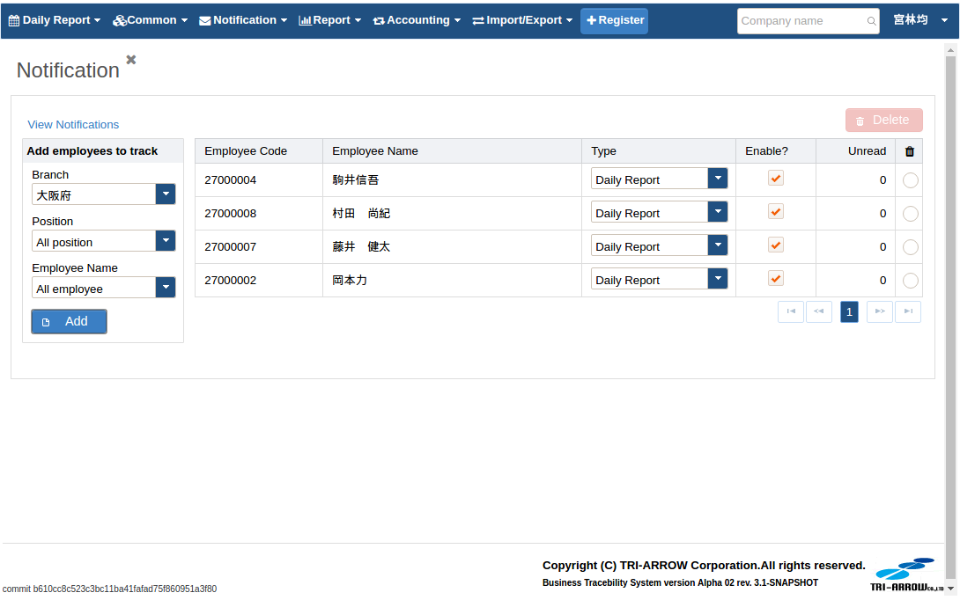 Daily Report Common Notification Report Accounting Import/Export Register Company name 宮林均
Notification
View Notifications
Delete
Add employees to track
Branch
大阪府
Position
All position
Employee Name
All employee
Add
Employee Code Employee Name Type Enable? Unread
27000004 駒井信吾 Daily Report 0
27000008 村田 尚紀 Daily Report 0
27000007 藤井 健太 Daily Report 0
27000002 岡本力 Daily Report 0
1
Copyright (C) TRI-ARROW Corporation.All rights reserved.
Business Tracebility System version Alpha 02 rev. 3.1-SNAPSHOT
TRI-ARROW Co.,Ltd
commit b610cc8c523c3bc11ba41fafad75f860951a3f80